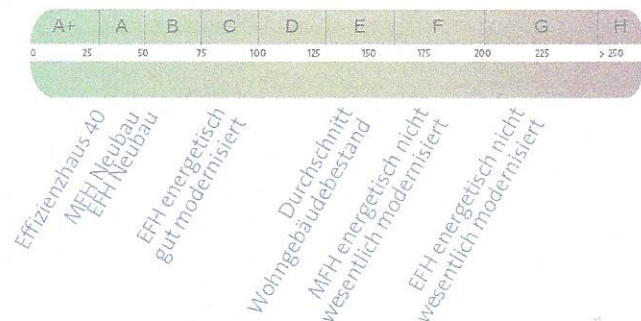 A+ A B C D E F G H
0 25 50 75 100 125 150 175 200 225 > 250
Effizienzhaus 40
MFH Neubau
EFH Neubau
EFH energetisch
gut modernisiert
Durchschnitt
Wohngebäudebestand
MFH energetisch nicht
wesentlich modernisiert
EFH energetisch nicht
wesentlich modernisiert